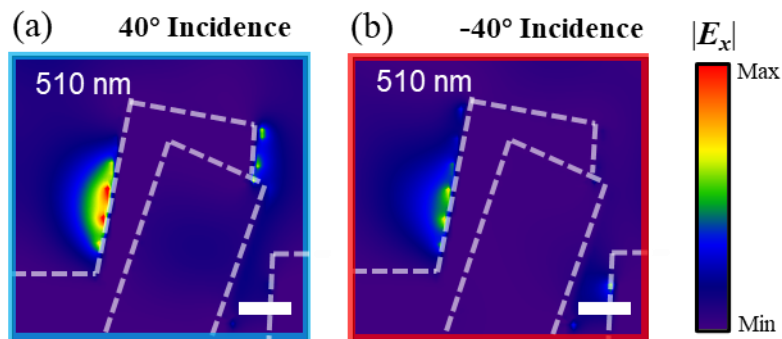 (a) 40° Incidence
(b) -40° Incidence
|Eₓ|
510 nm
510 nm
Max
Min